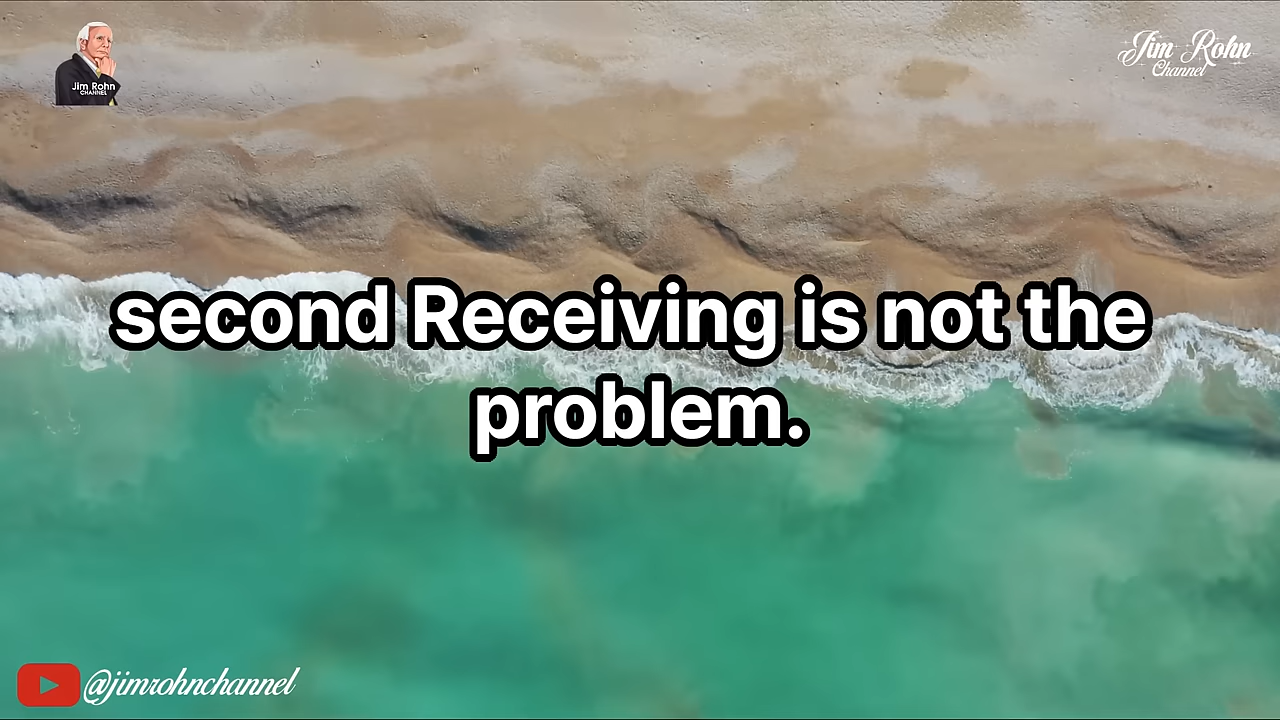 Jim Rohn
CHANNEL
Jim Rohn
Channel
second Receiving is not the
problem.
@jimrohnchannel